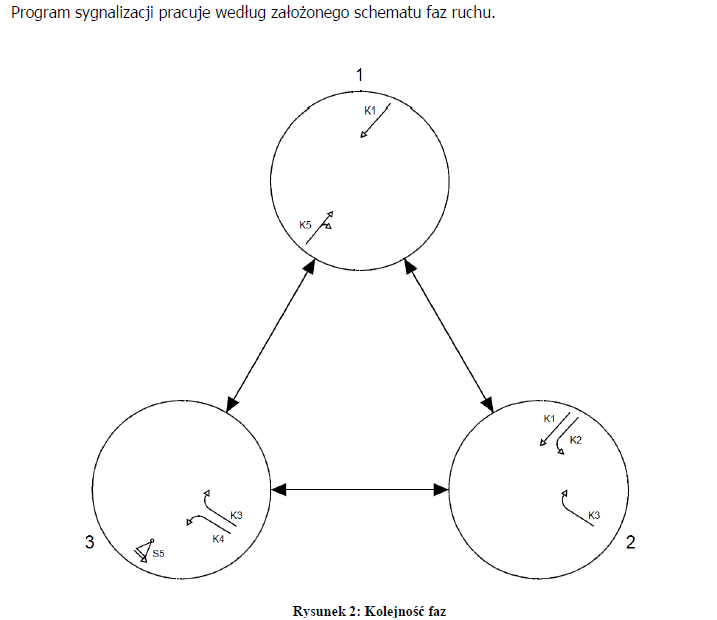 Program sygnalizacji pracuje według założonego schematu faz ruchu.
1
K1
K5
K1
K2
K3
K3
K4
S5
3
2
Rysunek 2: Kolejność faz